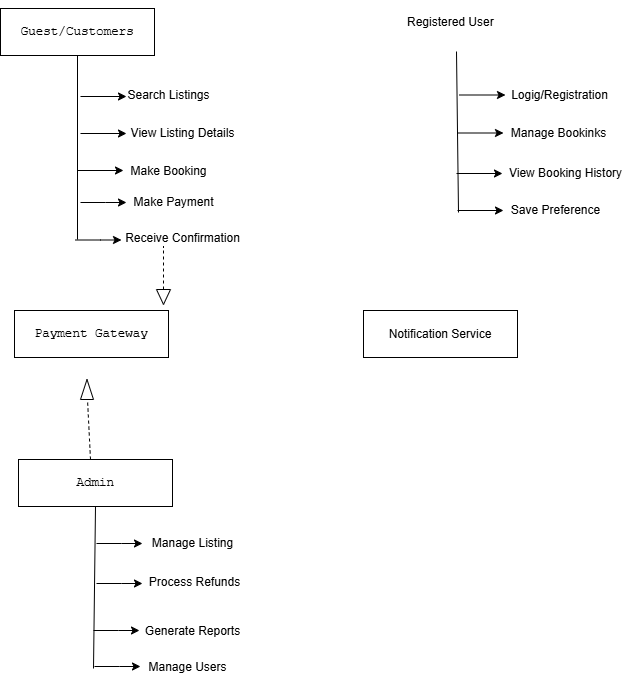 Guest/Customers
Registered User
Search Listings
Logig/Registration
View Listing Details
Manage Bookinks
Make Booking
View Booking History
Make Payment
Save Preference
Receive Confirmation
Payment Gateway
Notification Service
Admin
Manage Listing
Process Refunds
Generate Reports
Manage Users